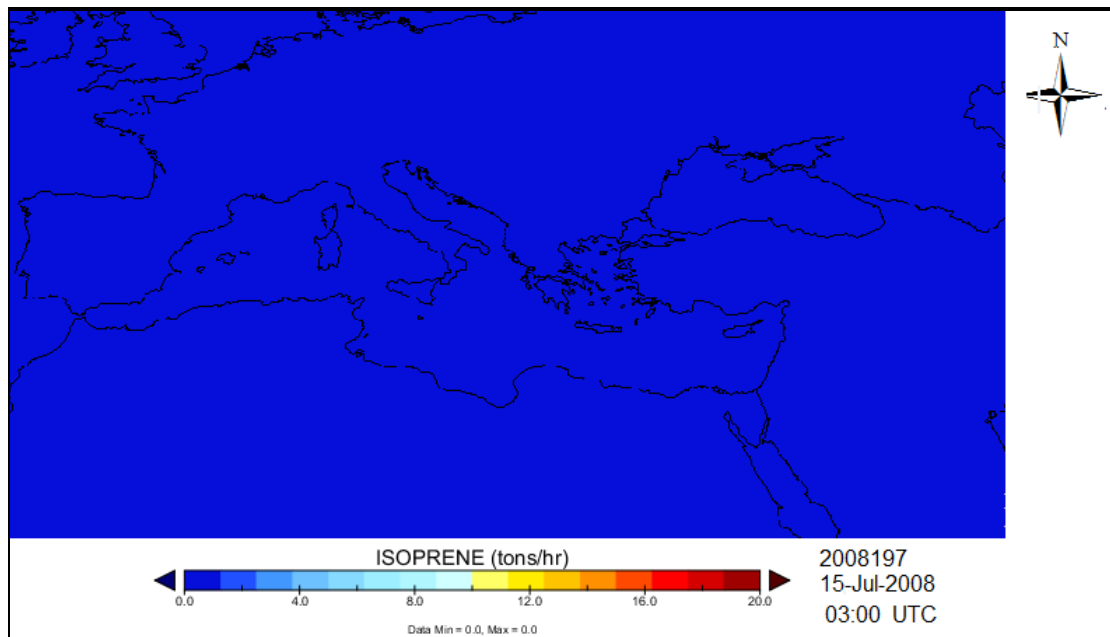 N
ISOPRENE (tons/hr)
0.0 4.0 8.0 12.0 16.0 20.0
Data Min = 0.0, Max = 0.0
2008197
15-Jul-2008
03:00 UTC